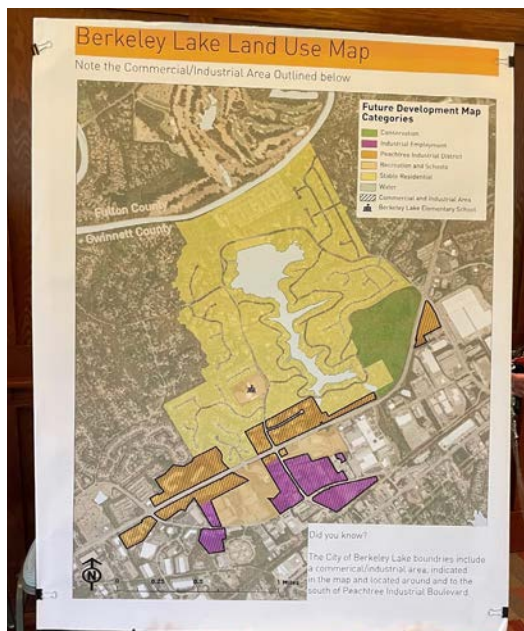 Berkeley Lake Land Use Map
Note the Commercial/Industrial Area Outlined below
Future Development Map
Categories
Conservation
Industrial Employment
Peachtree Industrial District
Recreation and Schools
Stable Residential
Water
Commercial and Industrial Area
Berkeley Lake Elementary School
Fulton County
Gwinnett County
N
0 0.25 0.5 1 Miles
Did you know?
The City of Berkeley Lake boundries include
a commerical/industrial area, indicated
in the map and located around and to the
south of Peachtree Industrial Boulevard.